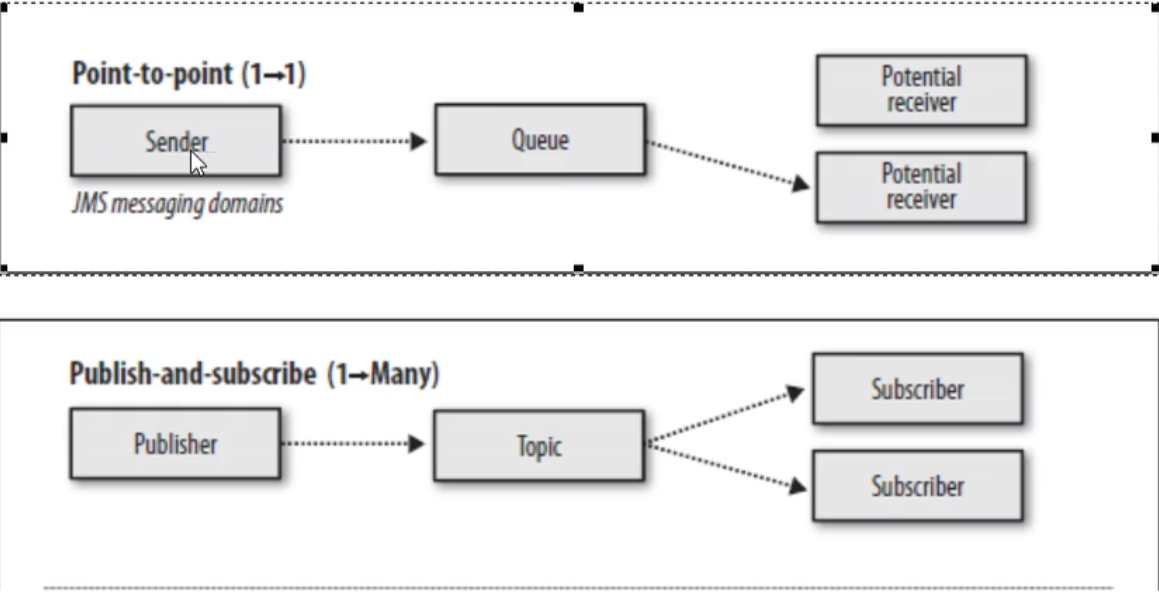 Point-to-point (1→1)
Sender
Queue
Potential
receiver
Potential
receiver
JMS messaging domains
Publish-and-subscribe (1→Many)
Publisher
Topic
Subscriber
Subscriber